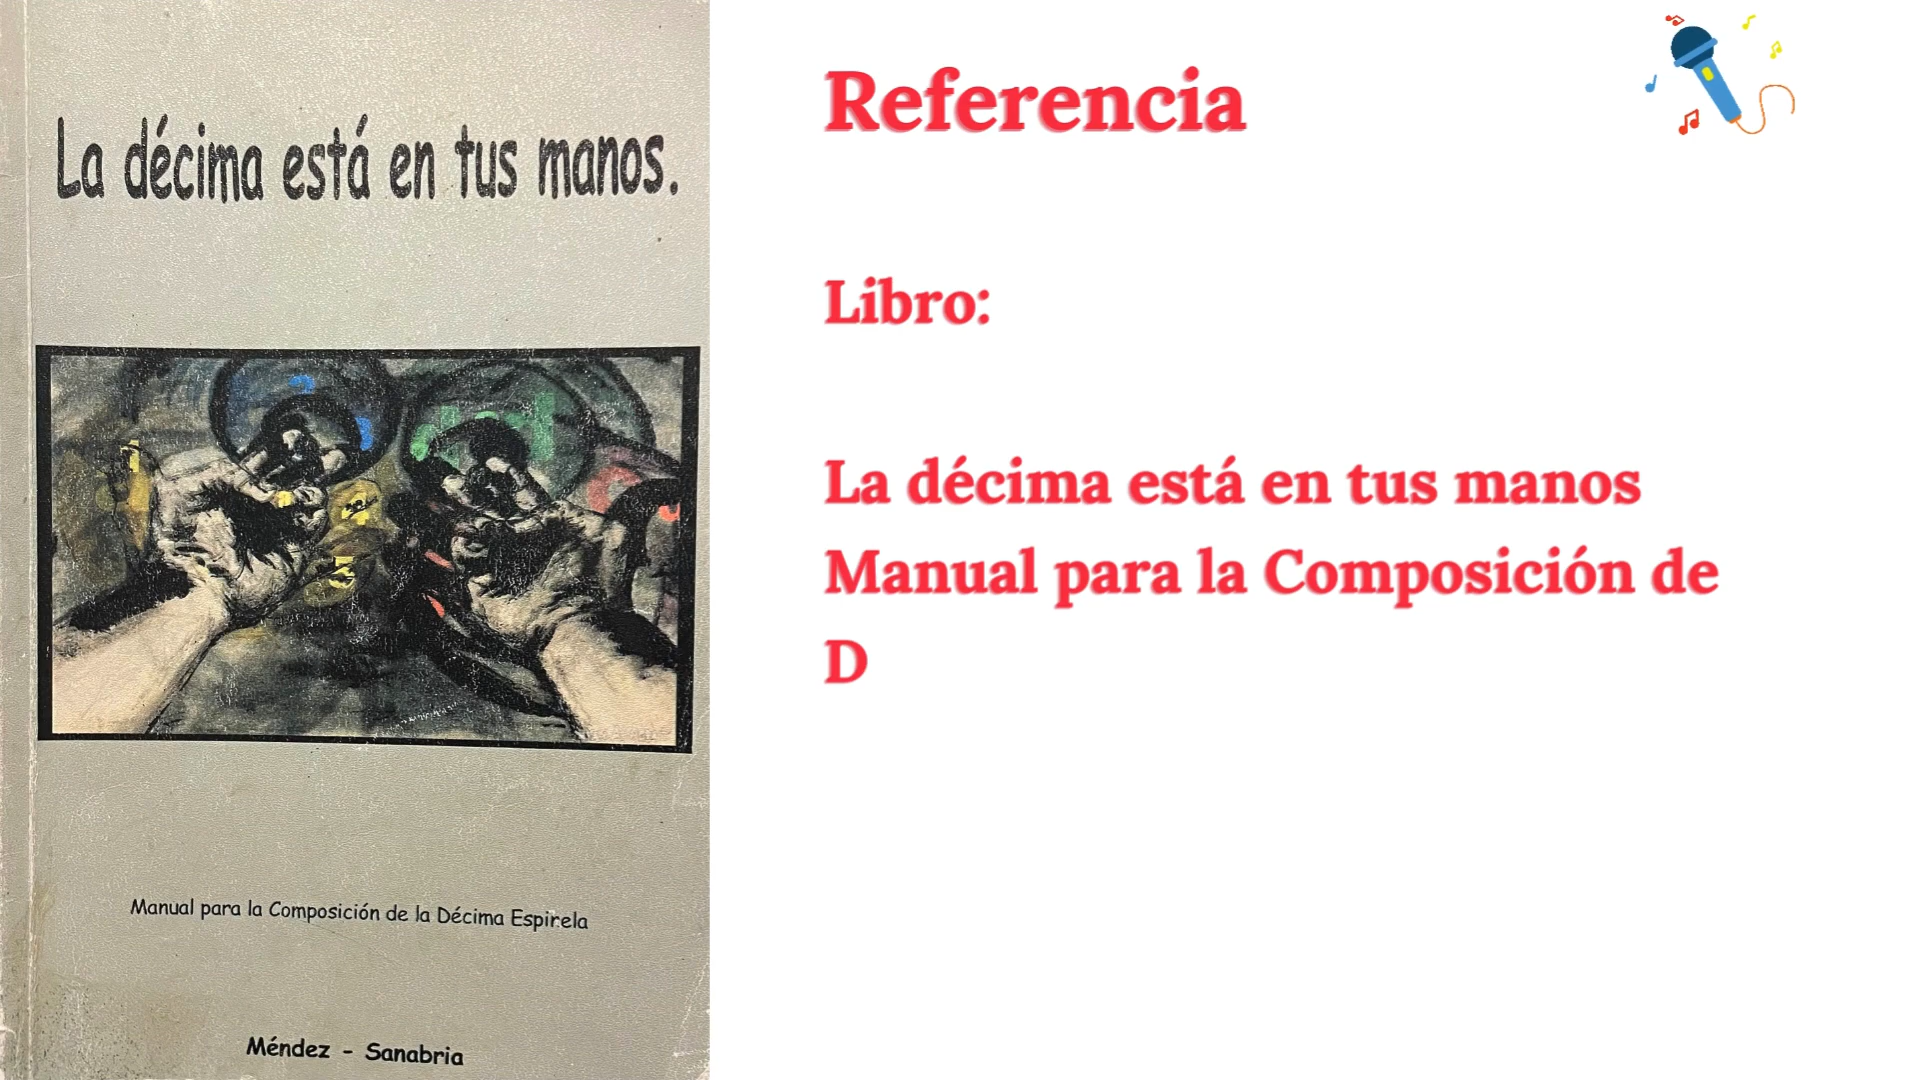 La décima está en tus manos.
Manual para la Composición de la Décima Espirela
Méndez - Sanabria
Referencia
Libro:
La décima está en tus manos
Manual para la Composición de
D